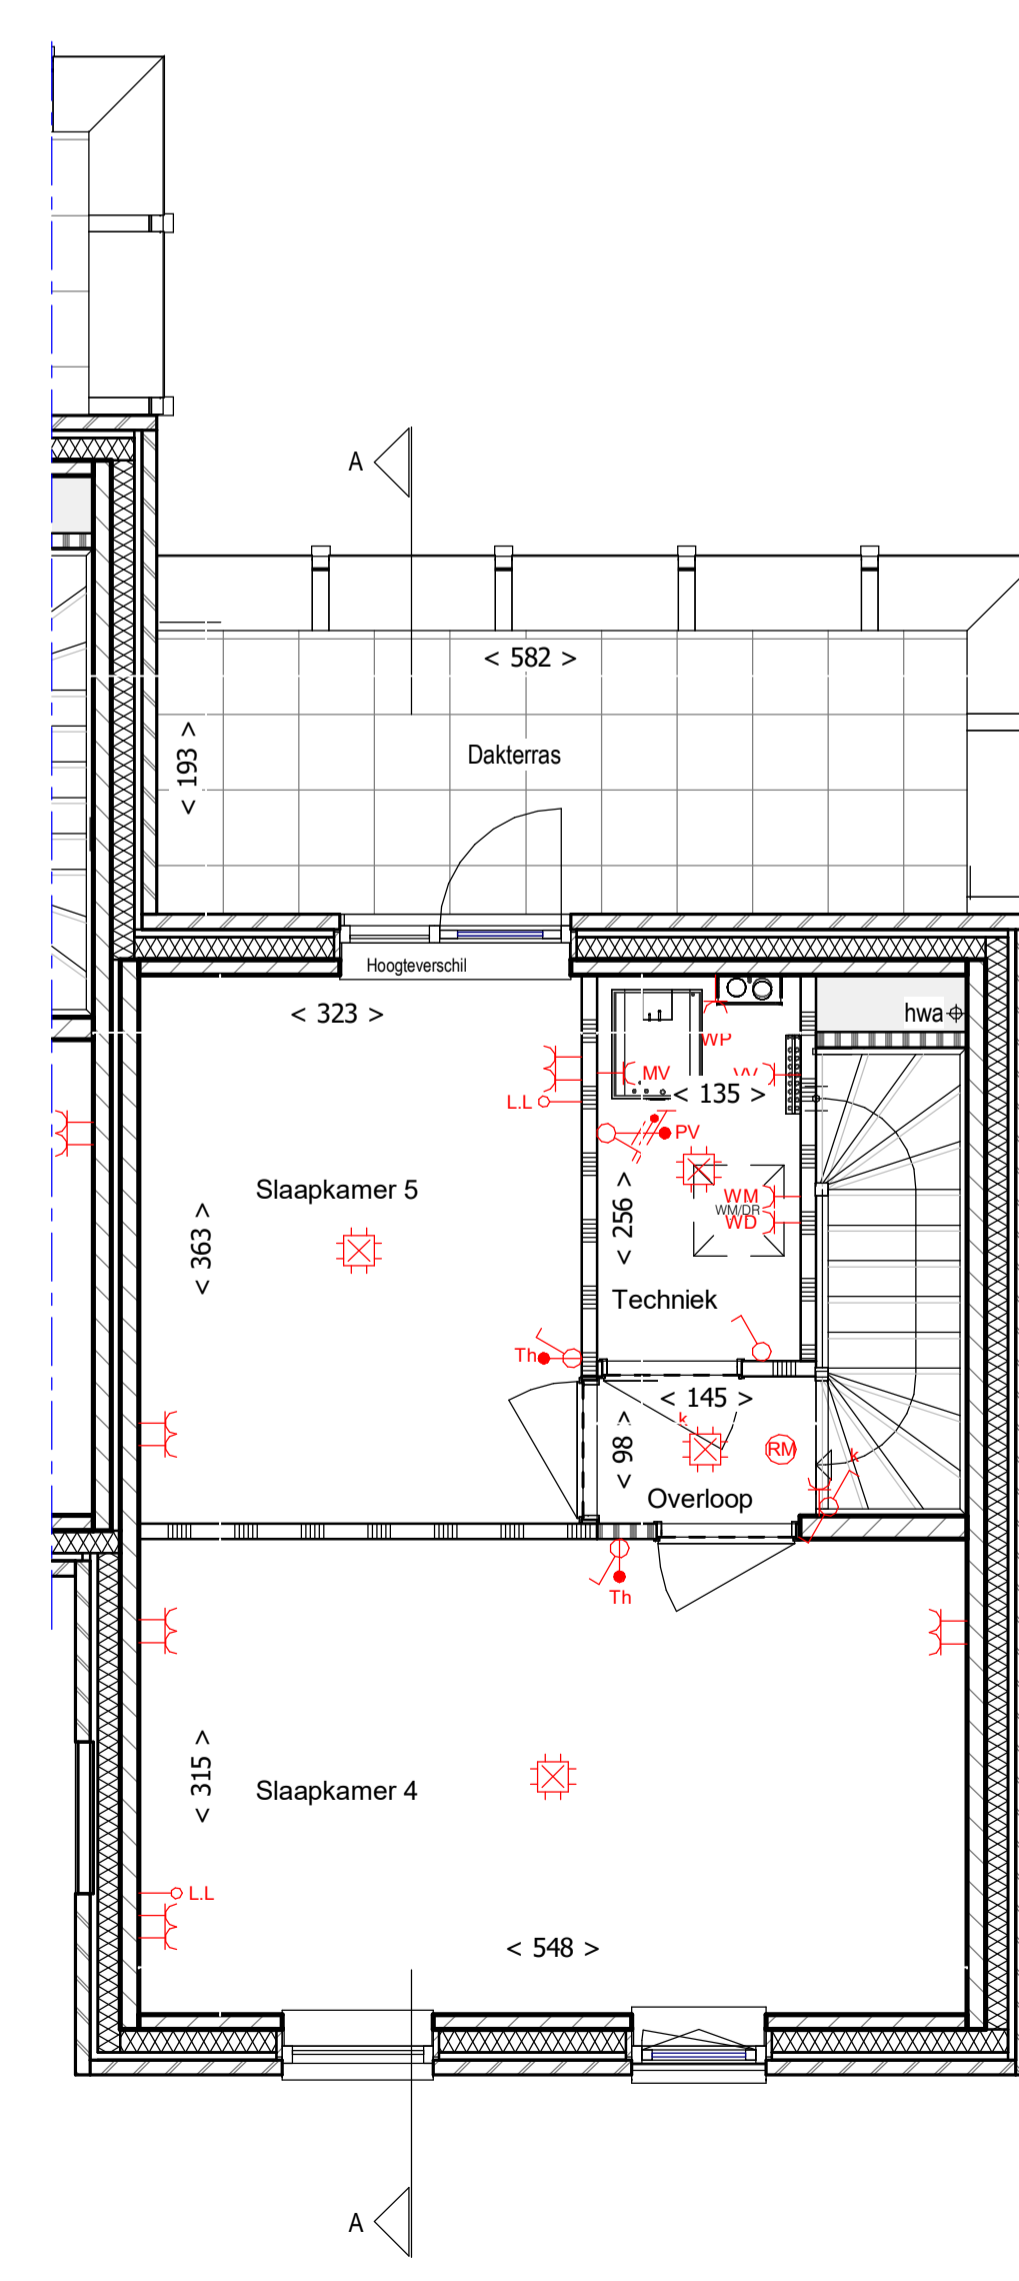 A
< 582 >
< 193 >
Dakterras
Hoogteverschil
< 323 >
hwa
WP
MV
< 135 >
L.L
PV
Slaapkamer 5
WM
WM/DR
WD
< 256 >
< 363 >
Techniek
Th
< 145 >
k
< 98 >
RM
k
Overloop
Th
< 315 >
Slaapkamer 4
L.L
< 548 >
A